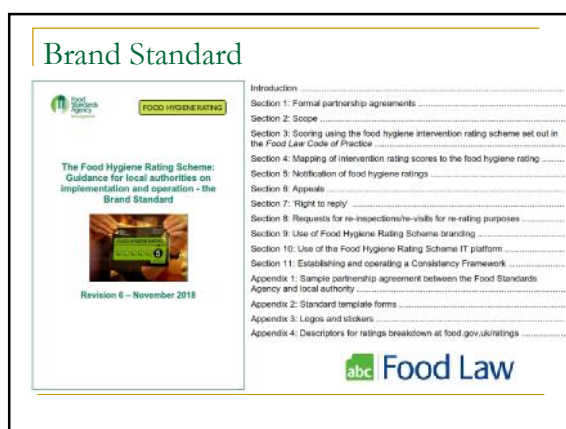 Brand Standard
Food
Standards
Agency
food.gov.uk
FOOD HYGIENE RATING
The Food Hygiene Rating Scheme:
Guidance for local authorities on
implementation and operation - the
Brand Standard
FOOD HYGIENE RATING
5
Revision 6 – November 2018
Introduction
Section 1: Formal partnership agreements
Section 2: Scope
Section 3: Scoring using the food hygiene intervention rating scheme set out in
the Food Law Code of Practice
Section 4: Mapping of intervention rating scores to the food hygiene rating
Section 5: Notification of food hygiene ratings
Section 6: Appeals
Section 7: 'Right to reply'
Section 8: Requests for re-inspections/re-visits for re-rating purposes
Section 9: Use of Food Hygiene Rating Scheme branding
Section 10: Use of the Food Hygiene Rating Scheme IT platform
Section 11: Establishing and operating a Consistency Framework
Appendix 1: Sample partnership agreement between the Food Standards
Agency and local authority
Appendix 2: Standard template forms
Appendix 3: Logos and stickers
Appendix 4: Descriptors for ratings breakdown at food.gov.uk/ratings
abc Food Law